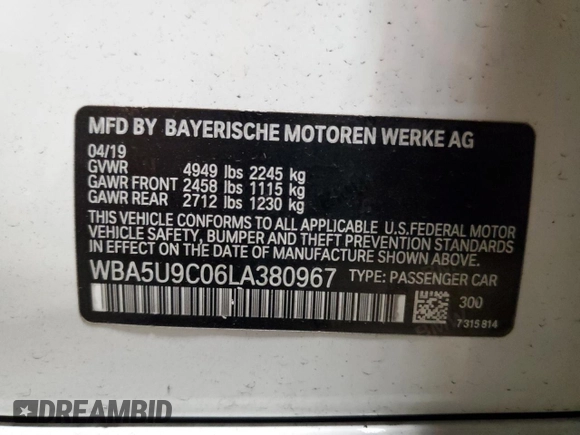 MFD BY BAYERISCHE MOTOREN WERKE AG
04/19
GVWR 4949 lbs 2245 kg
GAWR FRONT 2458 lbs 1115 kg
GAWR REAR 2712 lbs 1230 kg
THIS VEHICLE CONFORMS TO ALL APPLICABLE U.S.FEDERAL MOTOR
VEHICLE SAFETY, BUMPER AND THEFT PREVENTION STANDARDS
IN EFFECT ON THE DATE OF MANUFACTURE SHOWN ABOVE.
WBA5U9C06LA380967 TYPE: PASSENGER CAR
300
7315814
DREAMBID